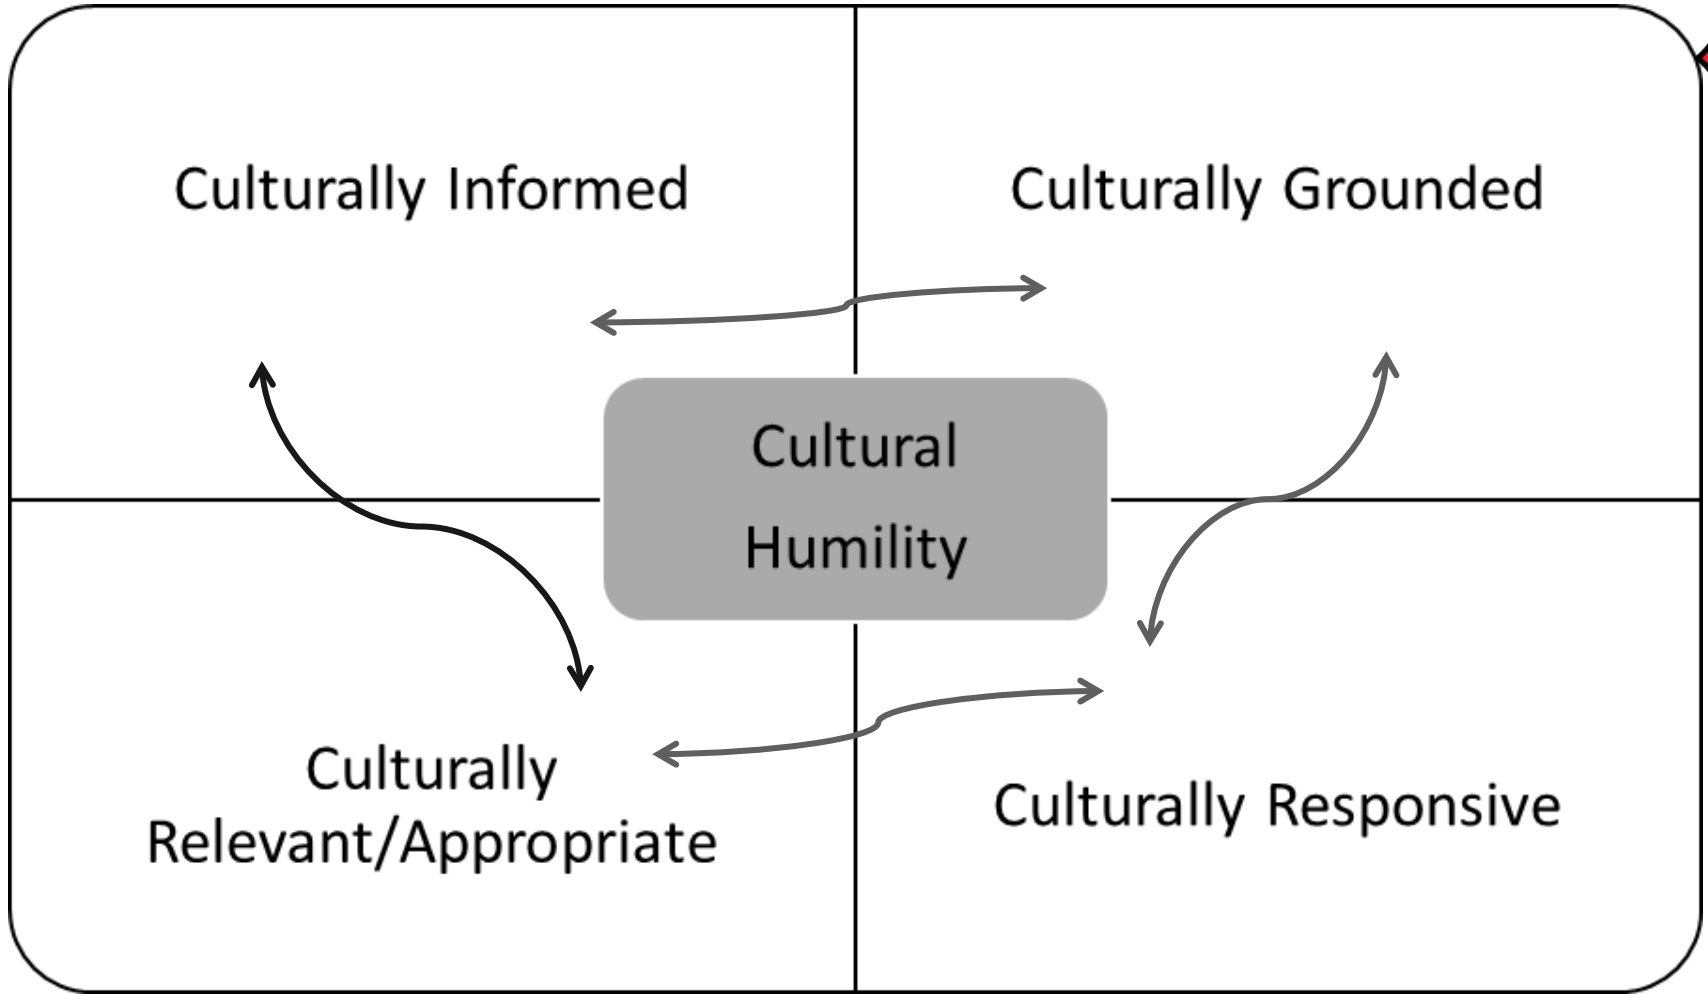 Culturally Informed
Culturally Grounded
Cultural
Humility
Culturally
Relevant/Appropriate
Culturally Responsive